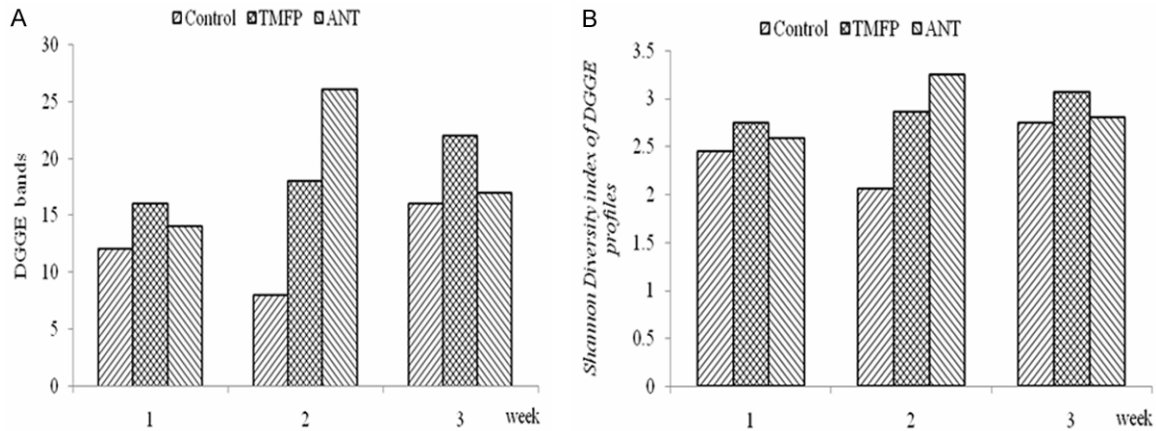 A
Control TMFP ANT
30
25
20
15
10
5
0
DGGE bands
1 2 3 week
B
Control TMFP ANT
3.5
3
2.5
2
1.5
1
0.5
0
Shannon Diversity index of DGGE
profiles
1 2 3 week